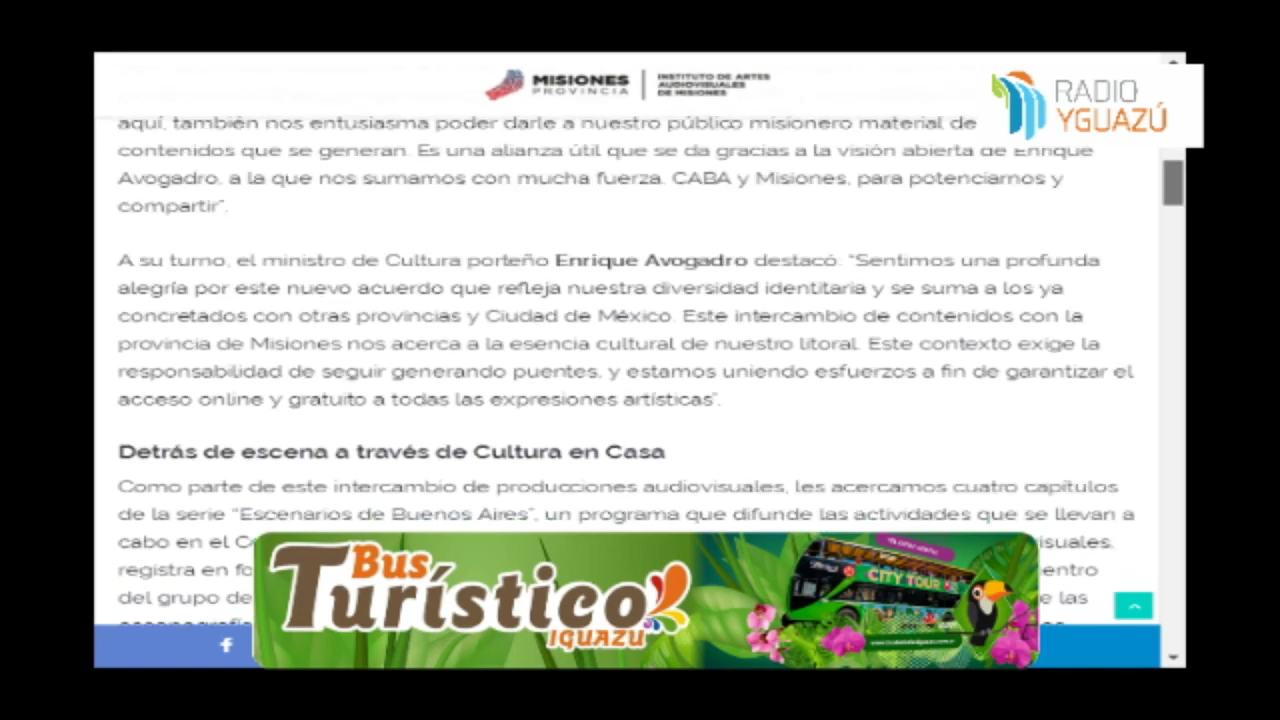 MISIONES
PROVINCIA
INSTITUTO DE ARTES
AUDIOVISUALES
DE MISIONES
RADIO
YGUAZÚ
aquí, también nos entusiasma poder darle a nuestro público misionero material de
contenidos que se generan. Es una alianza útil que se da gracias a la visión abierta de Enrique
Avogadro, a la que nos sumamos con mucha fuerza. CABA y Misiones, para potenciarnos y
compartir”.
A su turno, el ministro de Cultura porteño Enrique Avogadro destacó: “Sentimos una profunda
alegría por este nuevo acuerdo que refleja nuestra diversidad identitaria y se suma a los ya
concretados con otras provincias y Ciudad de México. Este intercambio de contenidos con la
provincia de Misiones nos acerca a la esencia cultural de nuestro litoral. Este contexto exige la
responsabilidad de seguir generando puentes, y estamos uniendo esfuerzos a fin de garantizar el
acceso online y gratuito a todas las expresiones artísticas”.
Detrás de escena a través de Cultura en Casa
Como parte de este intercambio de producciones audiovisuales, les acercamos cuatro capítulos
de la serie “Escenarios de Buenos Aires”, un programa que difunde las actividades que se llevan a
cabo en el
registra en
del grupo de las
Bus
Turístico
IGUAZÚ
CITY TOUR
f